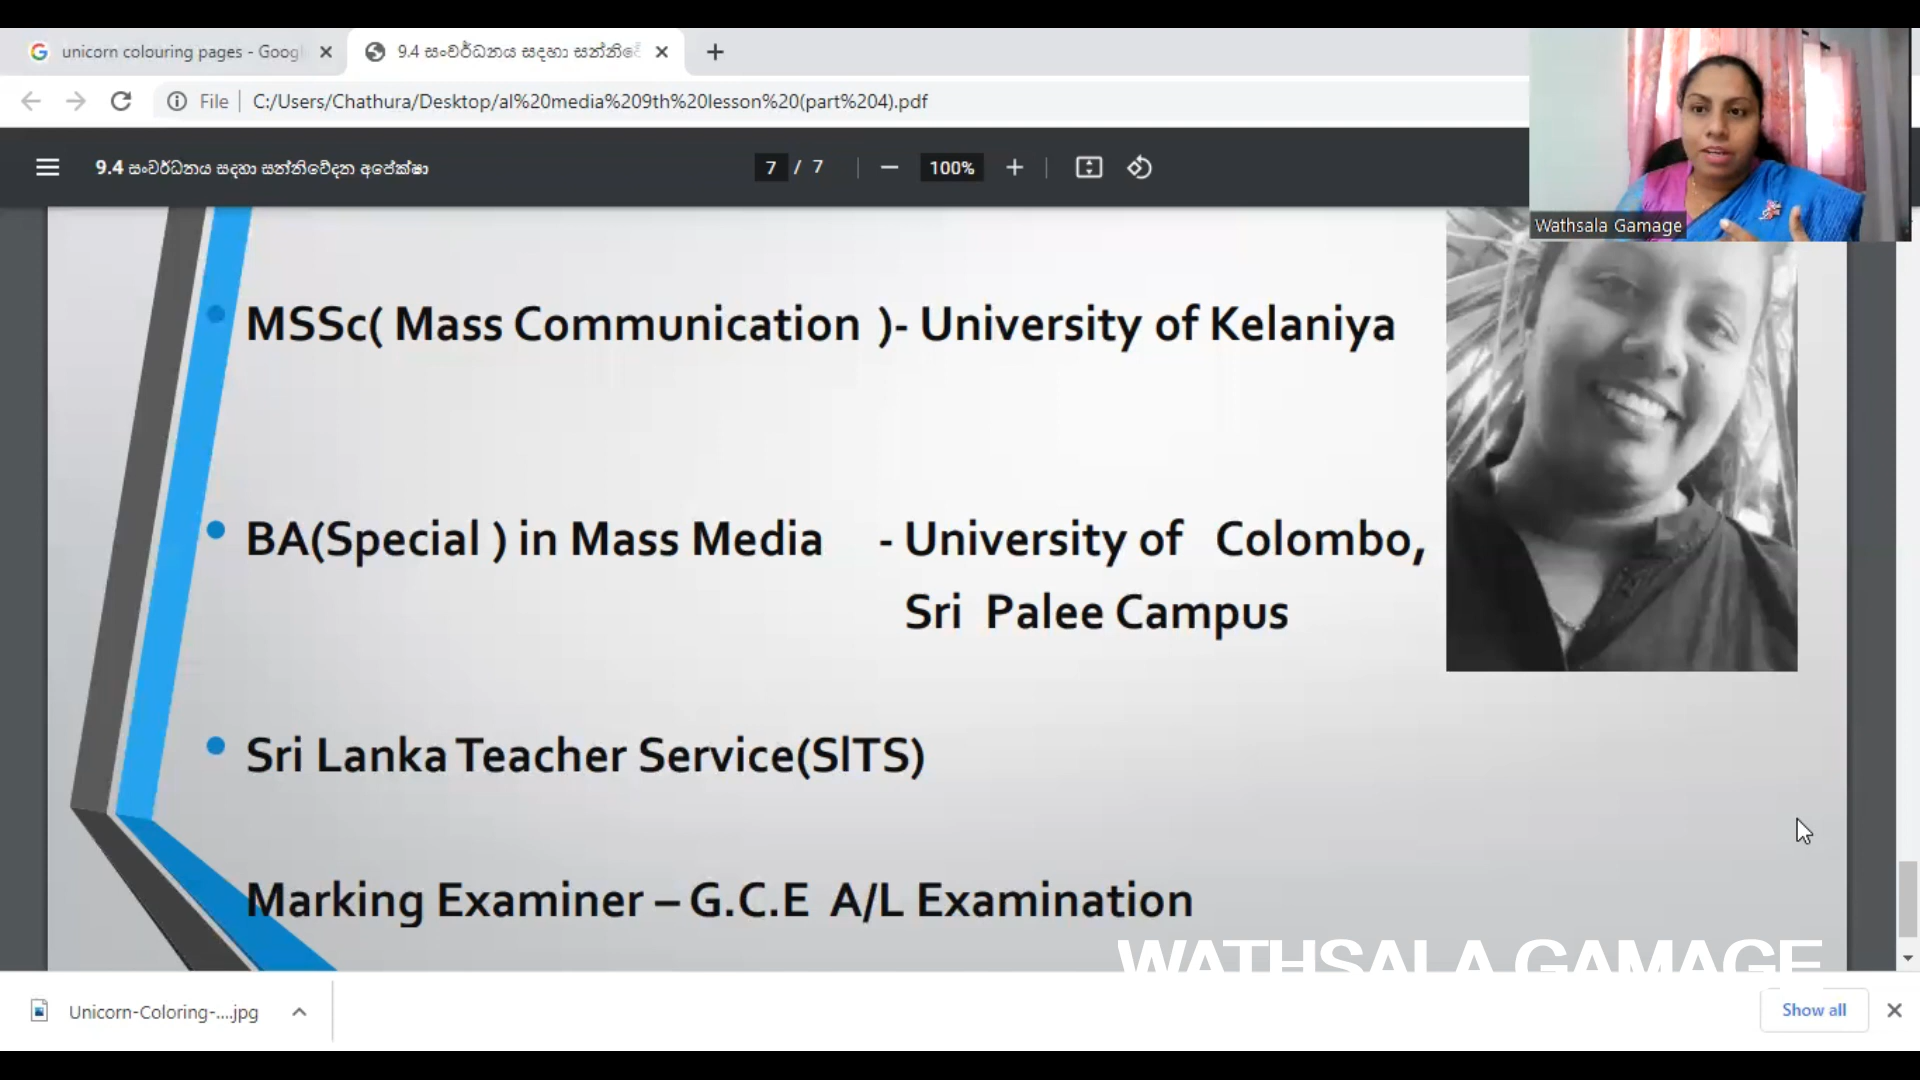 unicorn colouring pages - Googl
9.4 සංවර්ධනය සදහා සන්නිවේ
File
C:/Users/Chathura/Desktop/al%20media%209th%20lesson%20(part%204).pdf
9.4 සංවර්ධනය සදහා සන්නිවේදන අපේක්ෂා
7 / 7
100%
Wathsala Gamage
MSSc( Mass Communication )- University of Kelaniya
BA(Special ) in Mass Media - University of Colombo,
Sri Palee Campus
Sri Lanka Teacher Service(SlTS)
Marking Examiner – G.C.E A/L Examination
WATHSALA GAMAGE
Unicorn-Coloring-....jpg
Show all